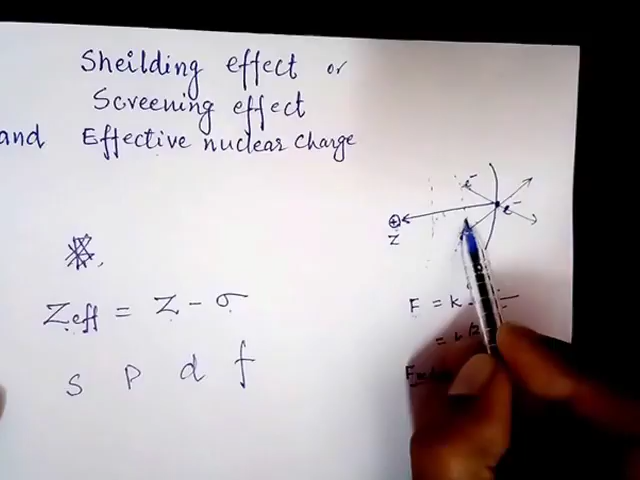 Sheilding effect or
Screening effect
and Effective nuclear charge
e⁻
e⁻
⊕
Z
Zeff = Z - σ
F = k
=
s p d f